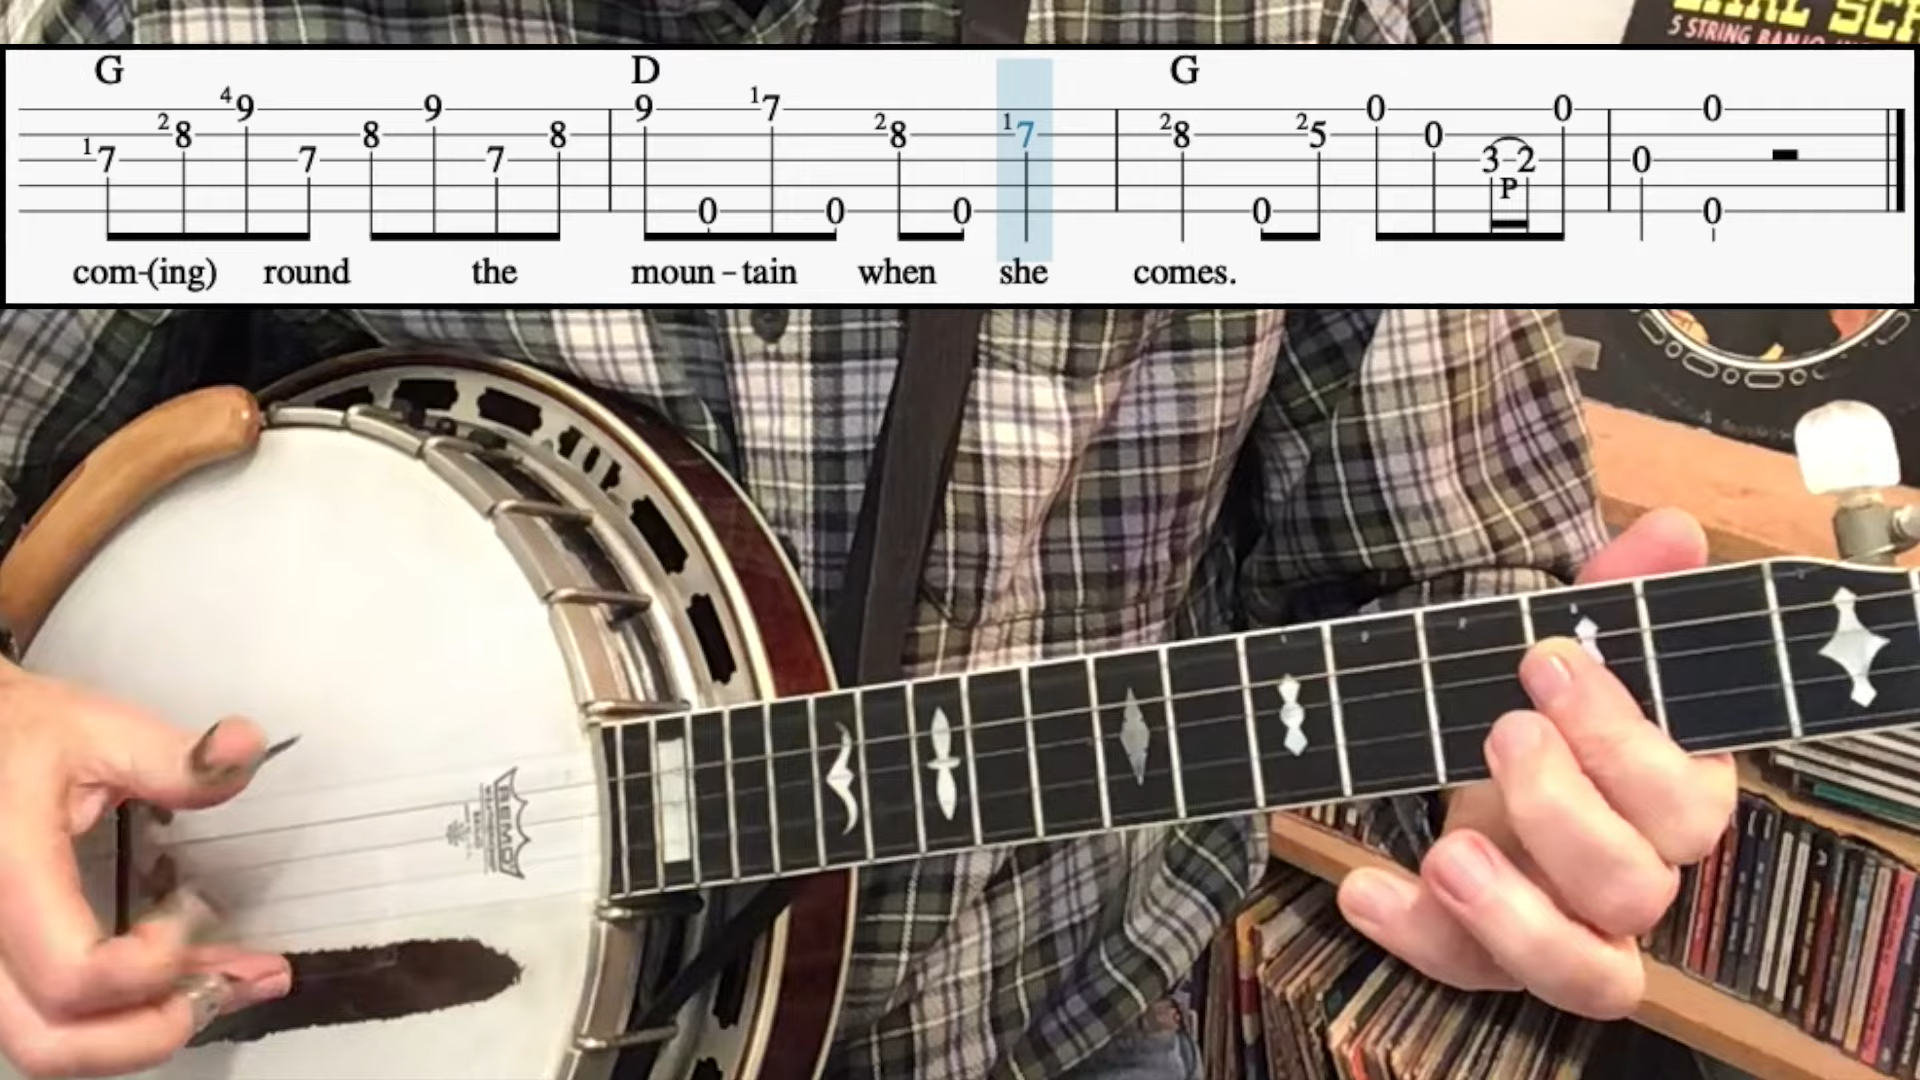 EARL SC
5 STRING BANJO
G D G
4 9 9 9 1 7 0 0 0
2 8 8 8 2 8 1 7 2 8 2 5 0
1 7 7 7 3 2 0
P
0 0 0 0 0
com-(ing) round the moun-tain when she comes.
REMO